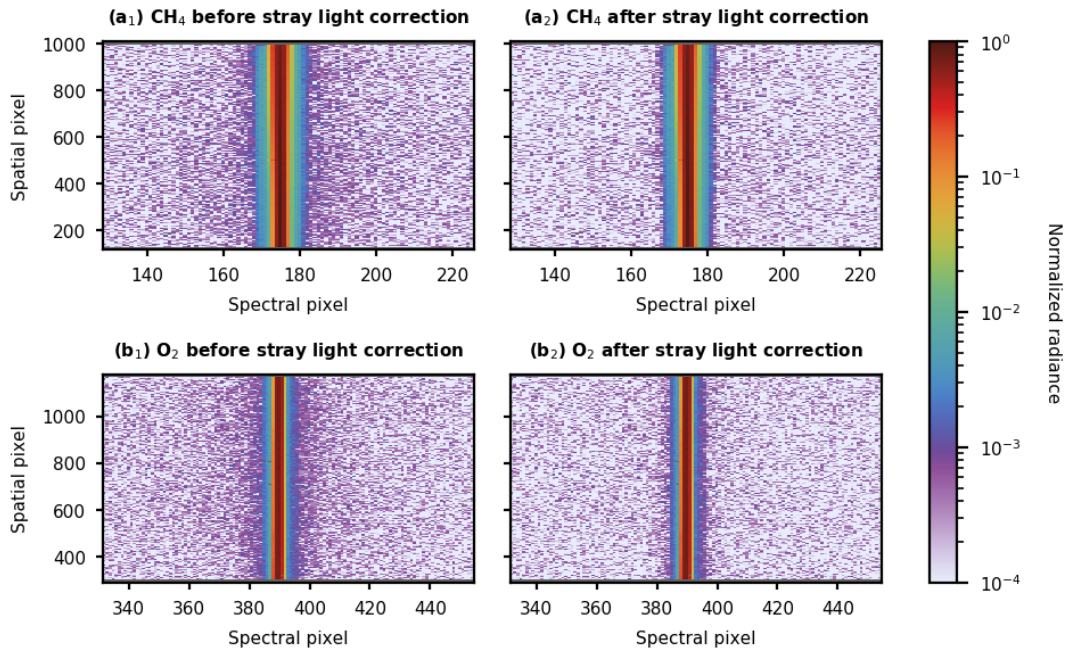 (a₁) CH₄ before stray light correction
(a₂) CH₄ after stray light correction
1000
800
600
400
200
Spatial pixel
140 160 180 200 220
140 160 180 200 220
Spectral pixel
Spectral pixel
(b₁) O₂ before stray light correction
(b₂) O₂ after stray light correction
1000
800
600
400
Spatial pixel
340 360 380 400 420 440
340 360 380 400 420 440
Spectral pixel
Spectral pixel
10⁰
10⁻¹
10⁻²
10⁻³
10⁻⁴
Normalized radiance